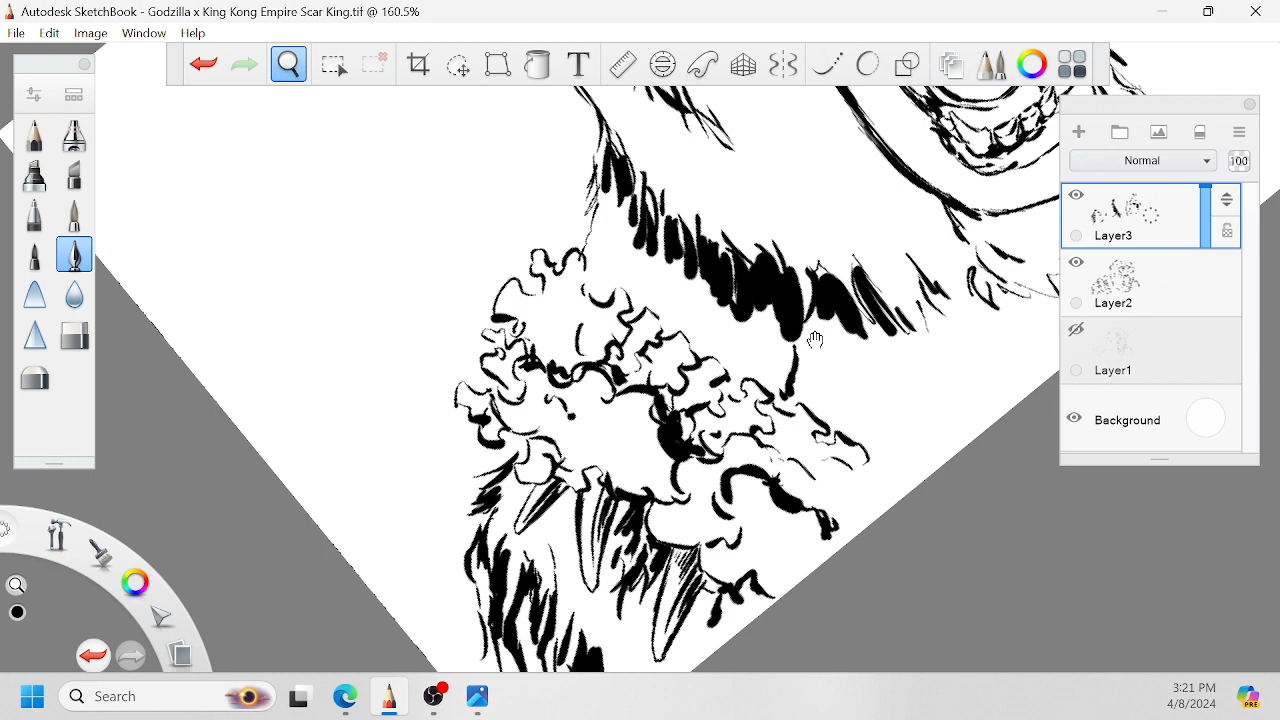 Autodesk SketchBook - Godzilla x King Kong Empire Scar King.tif @ 160.5%
File Edit Image Window Help
T
Normal 100
Layer3
Layer2
Layer1
Background
Search
PRE
3:21 PM
4/8/2024